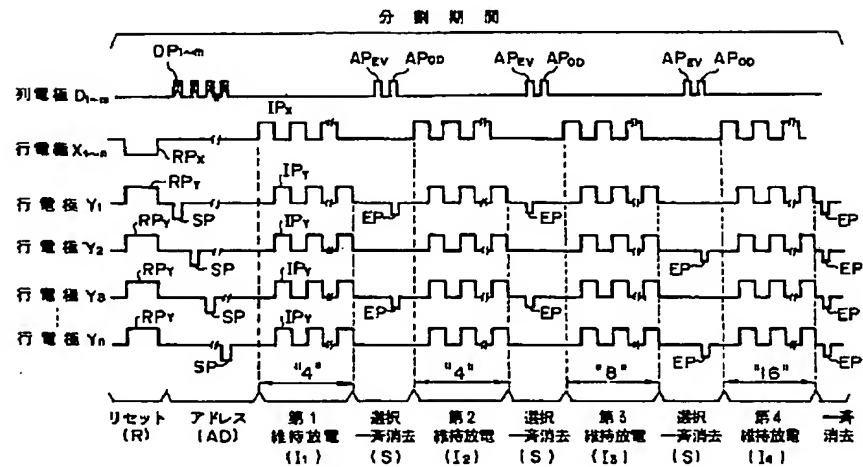 分割期間
DP1~m
APEV APOD APEV APOD APEV APOD
列電極 D1~m
IPX
行電極 X1~n
RPX
RPY IPY
行電極 Y1
SP EP EP EP
RPY IPY
行電極 Y2
SP EP EP
RPY IPY
行電極 Y3
SP EP EP EP
RPY IPY
行電極 Yn
SP EP EP
"4" "4" "8" "16"
リセット アドレス 第1 選択 第2 選択 第3 選択 第4 一斉
(R) (AD) 維持放電 一斉消去 維持放電 一斉消去 維持放電 一斉消去 維持放電 消去
(I1) (S) (I2) (S) (I3) (S) (I4)